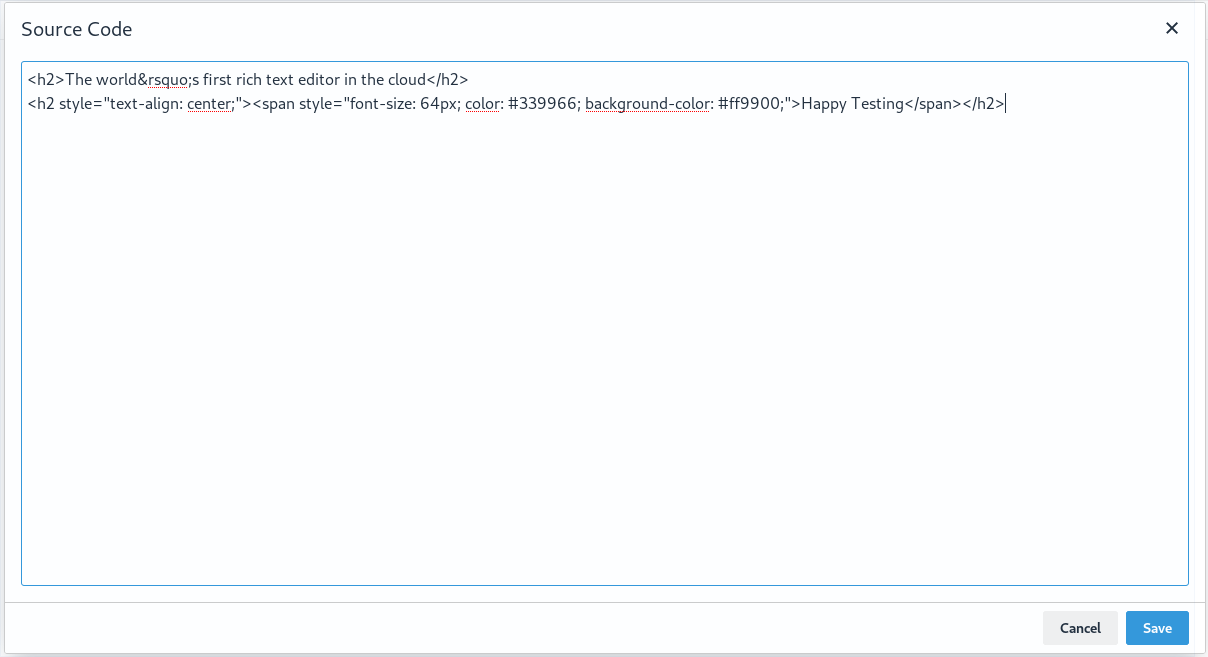 Source Code
<h2>The world&rsquo;s first rich text editor in the cloud</h2>
<h2 style="text-align: center;"><span style="font-size: 64px; color: #339966; background-color: #ff9900;">Happy Testing</span></h2>
Cancel Save